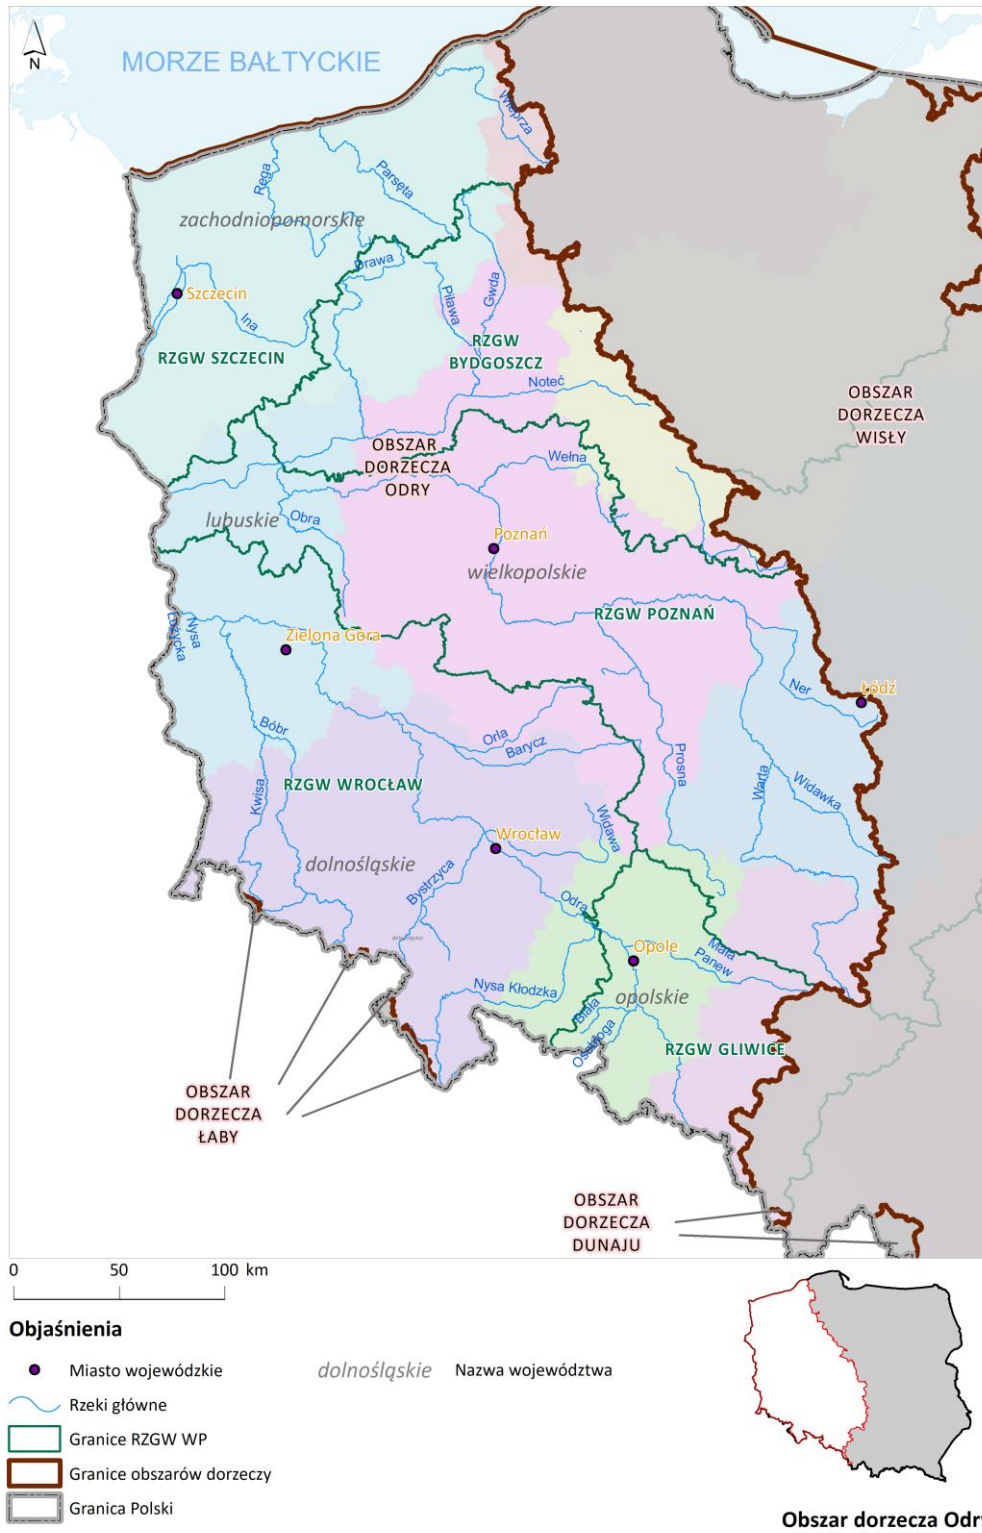 N
MORZE BAŁTYCKIE
Wieprza
Rega
Parsęta
zachodniopomorskie
Drawa
Szczecin
Piława
Gwda
Ina
RZGW SZCZECIN
RZGW
BYDGOSZCZ
Noteć
OBSZAR
DORZECZA
WISŁY
OBSZAR
DORZECZA
ODRY
Wełna
lubuskie
Obra
Poznań
wielkopolskie
RZGW POZNAŃ
Nysa
Łużycka
Zielona Góra
Ner
Łódź
Bóbr
Orla
Barycz
Prosna
Warta
Widawka
Kwisa
RZGW WROCŁAW
Widawa
Wrocław
dolnośląskie
Bystrzyca
Odra
dolnośląskie
Opole
Mała
Panew
Nysa Kłodzka
opolskie
Biała
Osobłoga
RZGW GLIWICE
OBSZAR
DORZECZA
ŁABY
OBSZAR
DORZECZA
DUNAJU
0 50 100 km
Objaśnienia
Miasto wojewódzkie
dolnośląskie Nazwa województwa
Rzeki główne
Granice RZGW WP
Granice obszarów dorzeczy
Granica Polski
Obszar dorzecza Odry